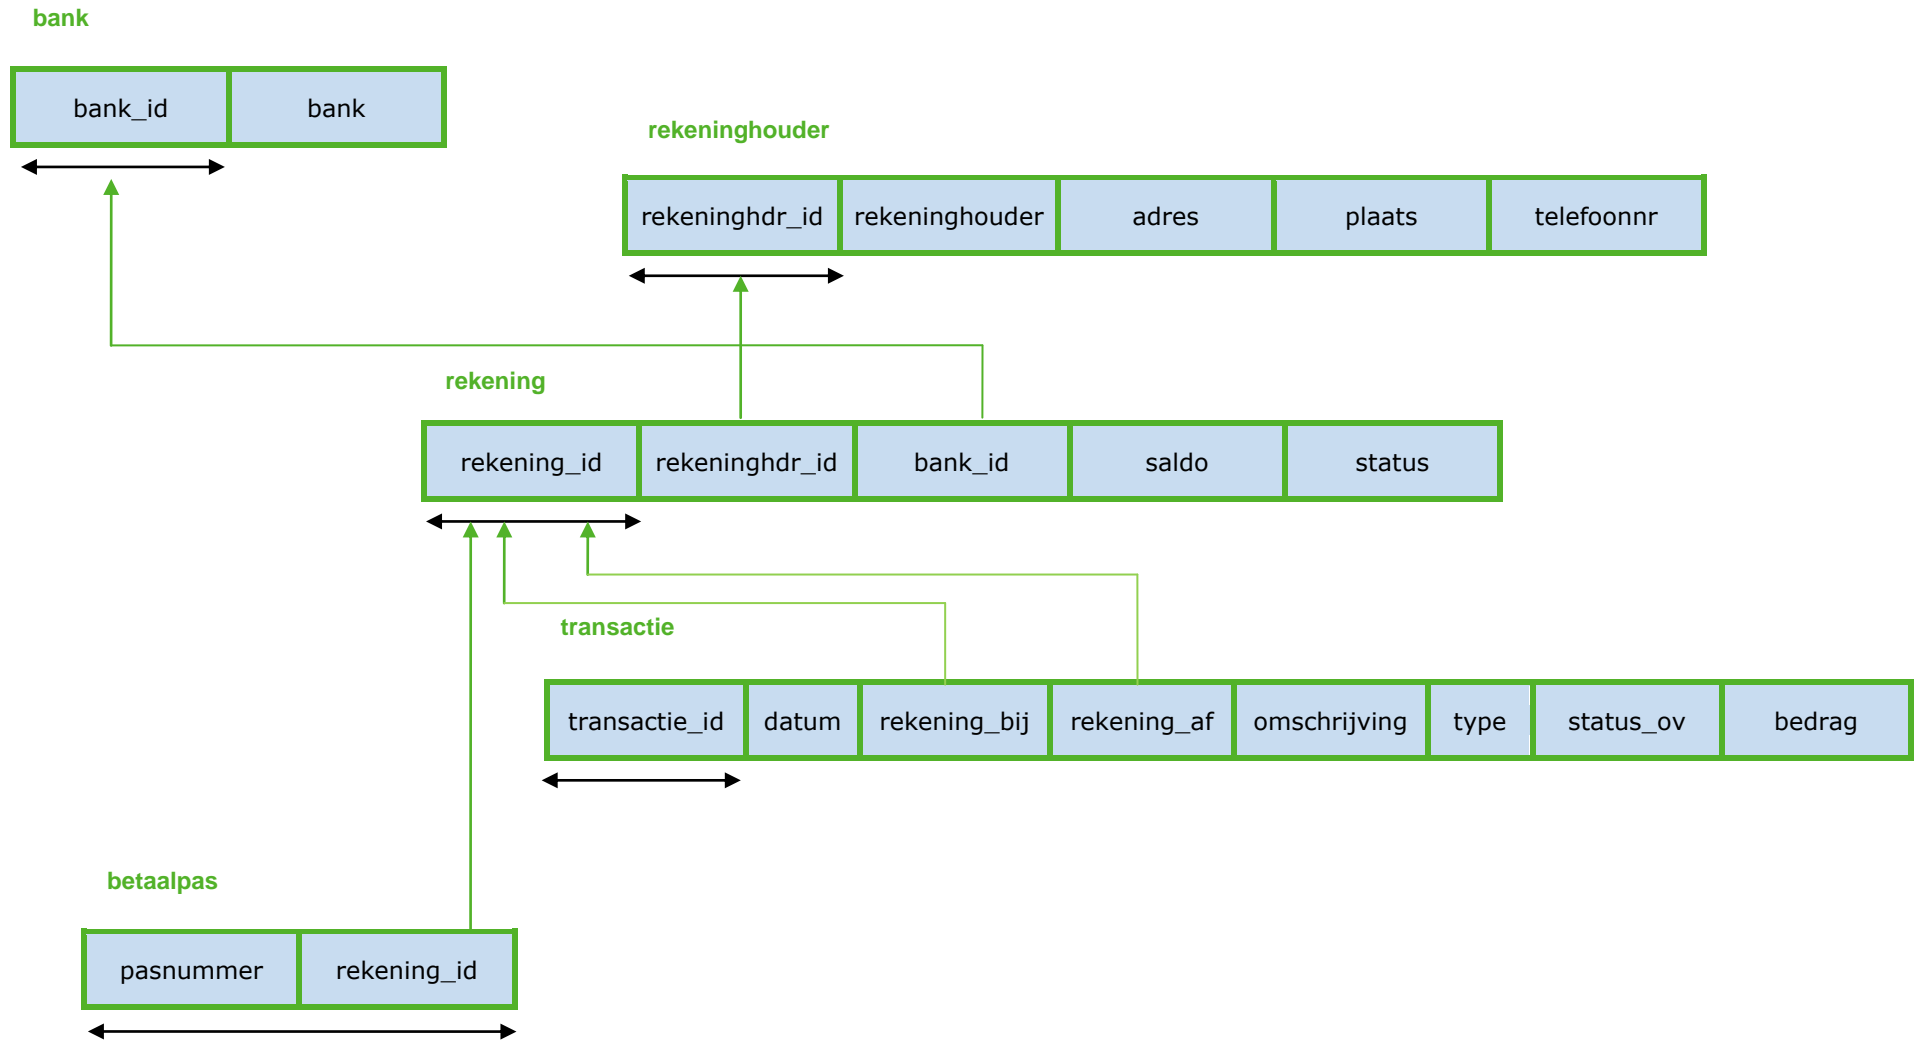 bank
bank_id bank
rekeninghouder
rekeninghdr_id rekeninghouder adres plaats telefoonnr
rekening
rekening_id rekeninghdr_id bank_id saldo status
transactie
transactie_id datum rekening_bij rekening_af omschrijving type status_ov bedrag
betaalpas
pasnummer rekening_id